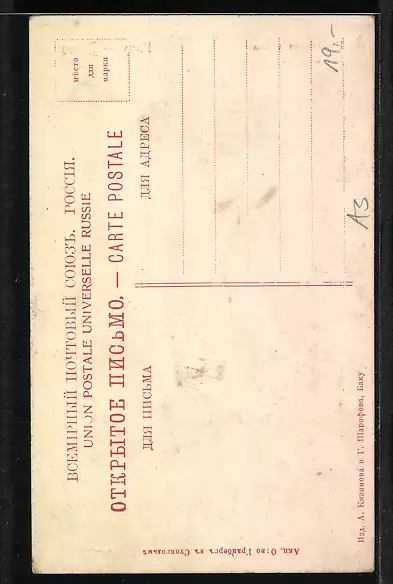 ВСЕМІРНЫЙ ПОЧТОВЫЙ СОЮЗЪ. РОССІЯ.
UNION POSTALE UNIVERSELLE RUSSIE
ОТКРЫТОЕ ПИСЬМО. — CARTE POSTALE
мѣсто
для
марки
ДЛЯ ПИСЬМА
ДЛЯ АДРЕСА
Изд. А. Кязимова и Г. Шарифова, Баку
Акц. О:во Гранбергъ въ Стокгольмѣ
19,-
A3